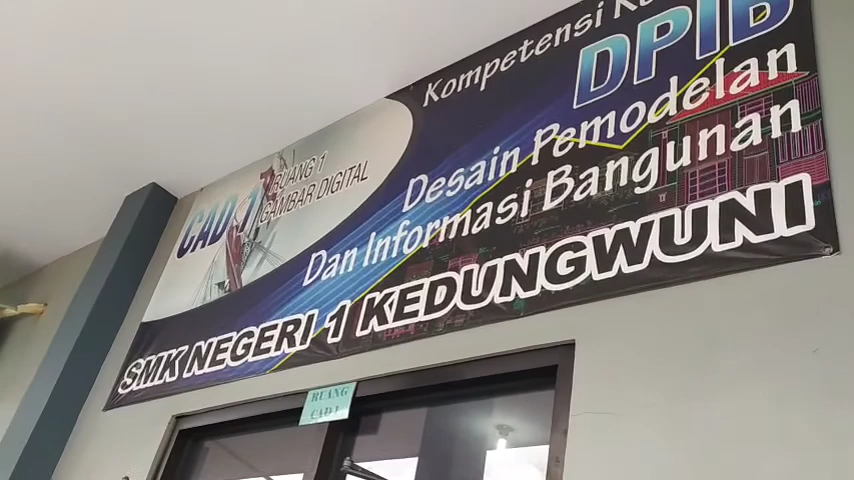 Kompetensi
DPIB
Desain Pemodelan
Dan Informasi Bangunan
CAD 1
RUANG 1
GAMBAR DIGITAL
SMK NEGERI 1 KEDUNGWUNI
RUANG
CAD 1